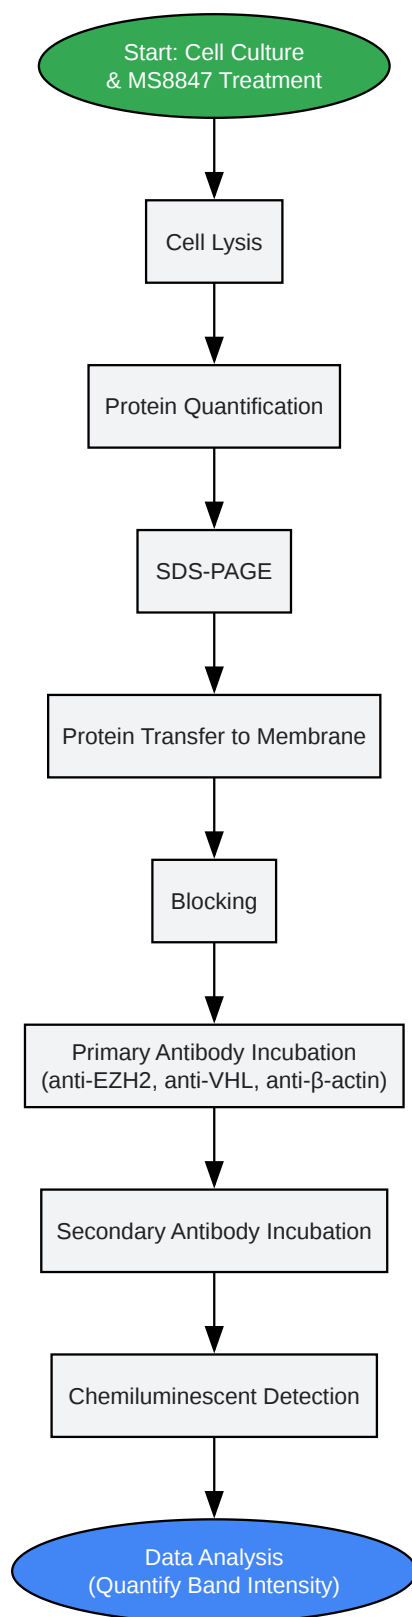 Start: Cell Culture
& MS8847 Treatment
Cell Lysis
Protein Quantification
SDS-PAGE
Protein Transfer to Membrane
Blocking
Primary Antibody Incubation
(anti-EZH2, anti-VHL, anti-β-actin)
Secondary Antibody Incubation
Chemiluminescent Detection
Data Analysis
(Quantify Band Intensity)